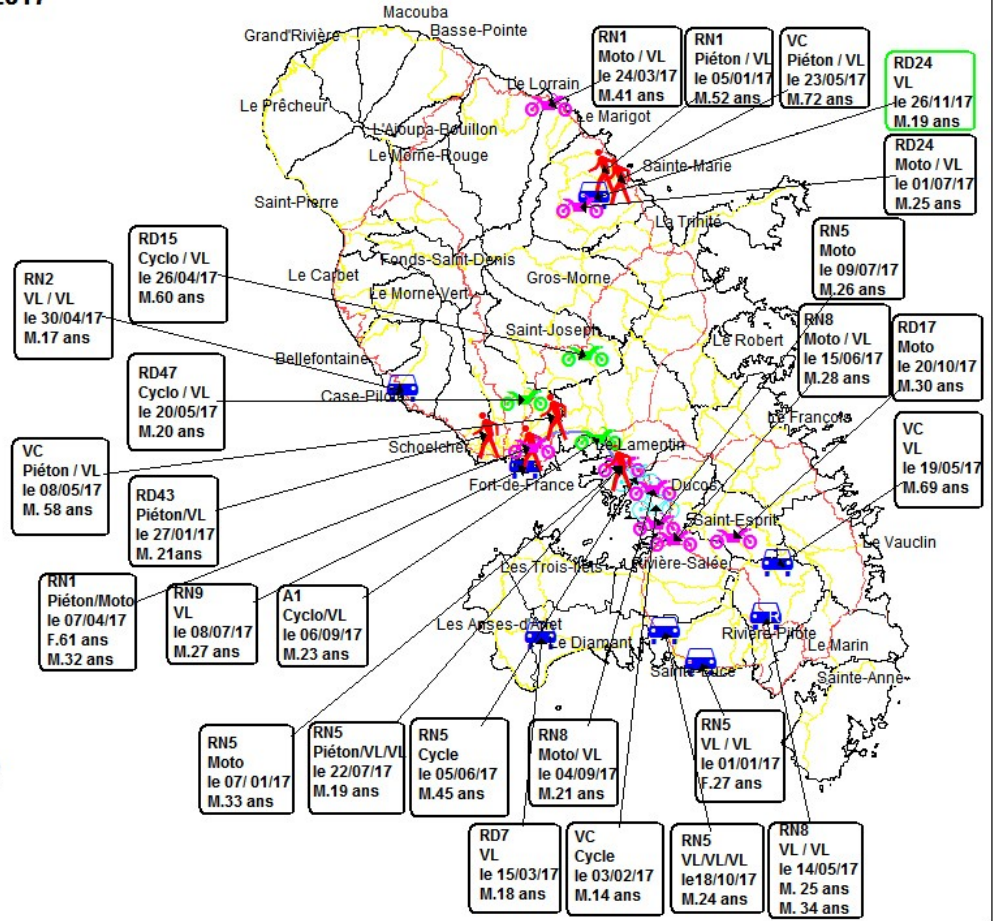 2017
Macouba
Grand'Rivière
Basse-Pointe
Le Lorrain
Le Prêcheur
Le Marigot
L'Ajoupa-Bouillon
Le Morne-Rouge
Sainte-Marie
Saint-Pierre
La Trinité
Fonds-Saint-Denis
Le Carbet
Gros-Morne
Le Morne-Vert
Saint-Joseph
Le Robert
Bellefontaine
Case-Pilote
Le François
Schoelcher
Le Lamentin
Fort-de-France
Ducos
Saint-Esprit
Le Vauclin
Les Trois-Ilets
Rivière-Salée
Les Anses-d'Arlet
Le Diamant
Rivière-Pilote
Le Marin
Sainte-Luce
Sainte-Anne
RN1
Moto / VL
le 24/03/17
M.41 ans
RN1
Piéton / VL
le 05/01/17
M.52 ans
VC
Piéton / VL
le 23/05/17
M.72 ans
RD24
VL
le 26/11/17
M.19 ans
RD24
Moto / VL
le 01/07/17
M.25 ans
RN5
Moto
le 09/07/17
M.26 ans
RD15
Cyclo / VL
le 26/04/17
M.60 ans
RN2
VL / VL
le 30/04/17
M.17 ans
RN8
Moto / VL
le 15/06/17
M.28 ans
RD17
Moto
le 20/10/17
M.30 ans
RD47
Cyclo / VL
le 20/05/17
M.20 ans
VC
VL
le 19/05/17
M.69 ans
VC
Piéton / VL
le 08/05/17
M. 58 ans
RD43
Piéton/VL
le 27/01/17
M. 21ans
RN1
Piéton/Moto
le 07/04/17
F.61 ans
M.32 ans
RN9
VL
le 08/07/17
M.27 ans
A1
Cyclo/VL
le 06/09/17
M.23 ans
RN5
Moto
le 07/ 01/17
M.33 ans
RN5
Piéton/VL/VL
le 22/07/17
M.19 ans
RN5
Cycle
le 05/06/17
M.45 ans
RN8
Moto/ VL
le 04/09/17
M.21 ans
RN5
VL / VL
le 01/01/17
F.27 ans
RD7
VL
le 15/03/17
M.18 ans
VC
Cycle
le 03/02/17
M.14 ans
RN5
VL/VL/VL
le18/10/17
M.24 ans
RN8
VL / VL
le 14/05/17
M. 25 ans
M. 34 ans